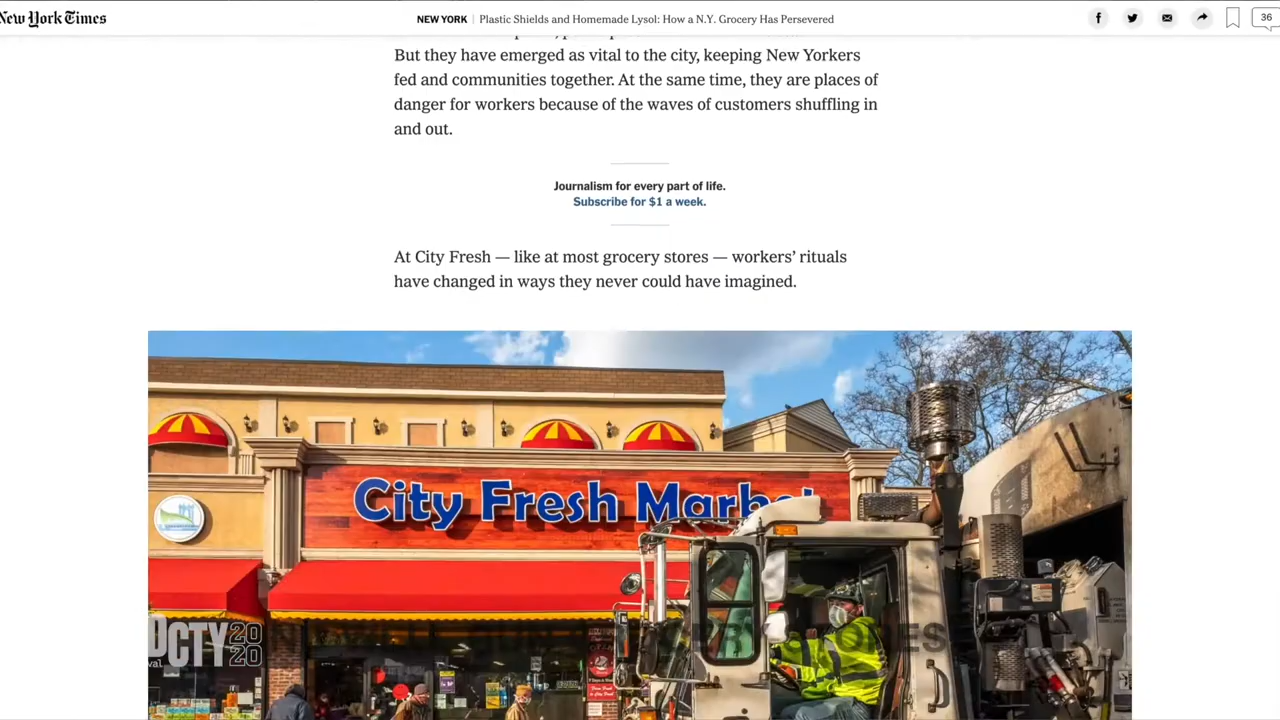 New York Times
NEW YORK | Plastic Shields and Homemade Lysol: How a N.Y. Grocery Has Persevered
36
But they have emerged as vital to the city, keeping New Yorkers
fed and communities together. At the same time, they are places of
danger for workers because of the waves of customers shuffling in
and out.
Journalism for every part of life.
Subscribe for $1 a week.
At City Fresh — like at most grocery stores — workers’ rituals
have changed in ways they never could have imagined.
City Fresh Market
OCTY 2020
val